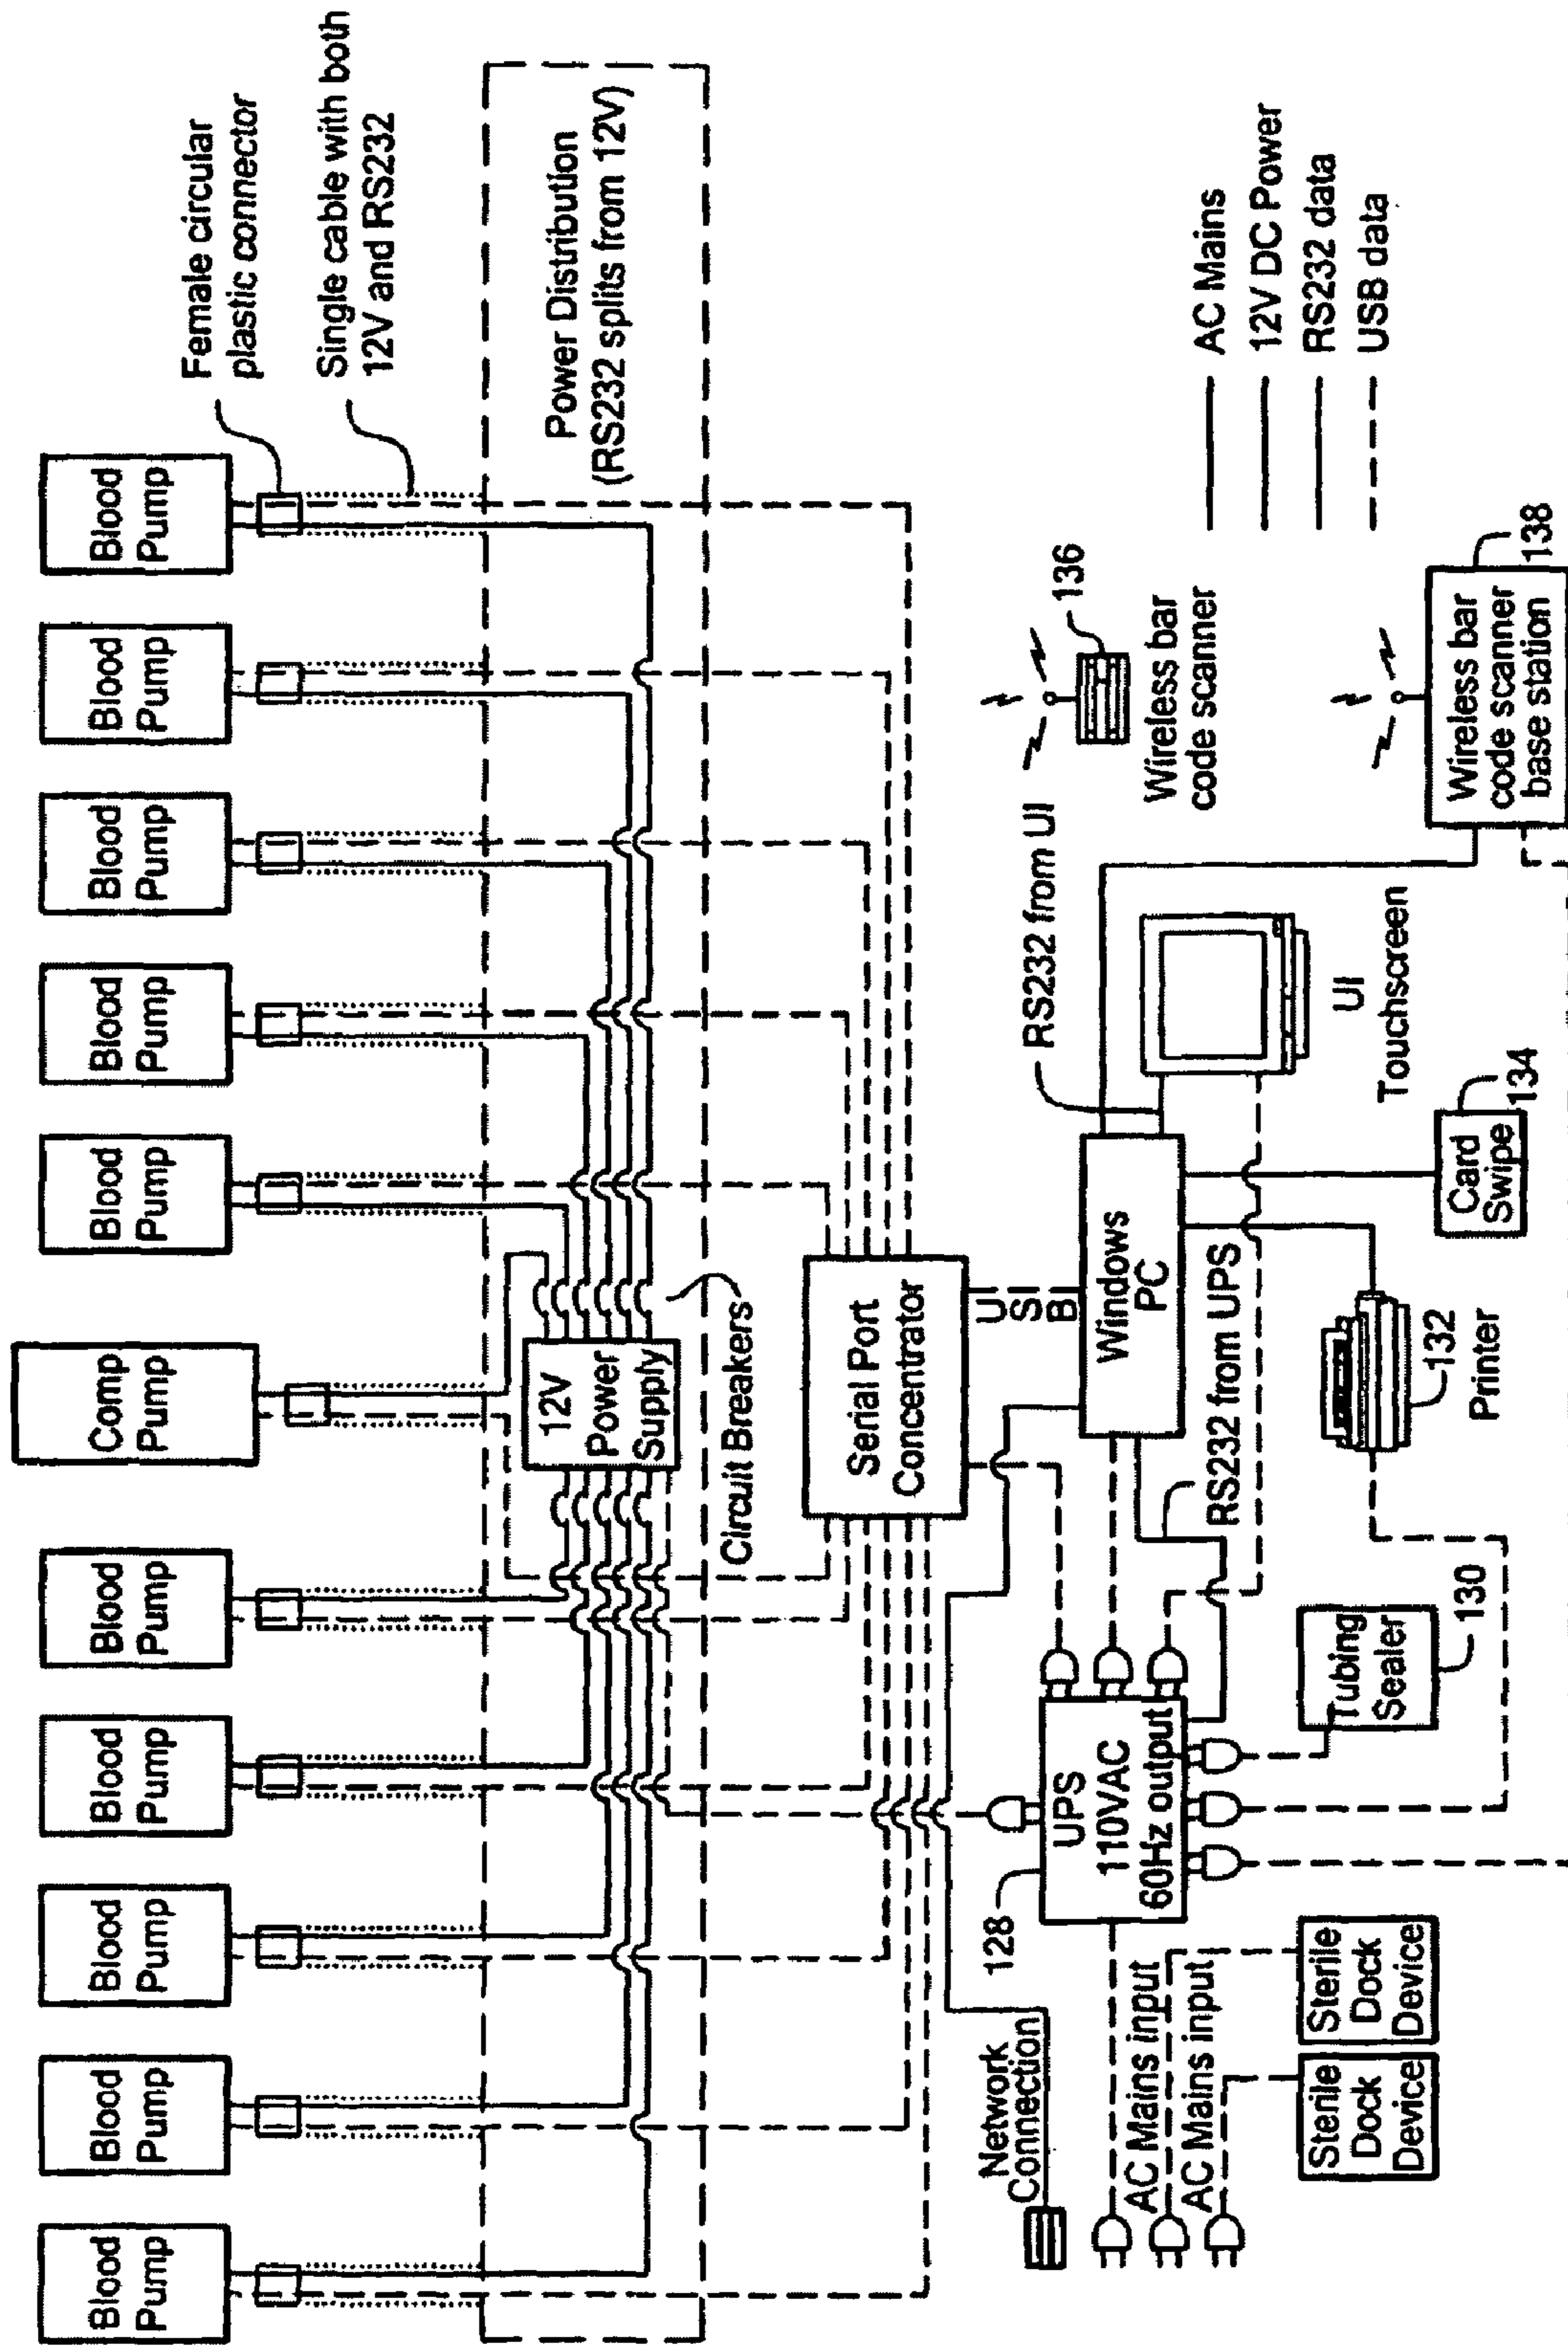 Blood
Pump
Blood
Pump
Blood
Pump
Blood
Pump
Blood
Pump
Comp
Pump
Blood
Pump
Blood
Pump
Blood
Pump
Blood
Pump
Blood
Pump
Female circular
plastic connector
Single cable with both
12V and RS232
Power Distribution
(RS232 splits from 12V)
12V
Power
Supply
Circuit Breakers
Serial Port
Concentrator
USB
Network
Connection
128
UPS
110VAC
60Hz output
AC Mains input
AC Mains input
Sterile
Dock
Device
Sterile
Dock
Device
Tubing
Sealer
130
Windows
PC
RS232 from UPS
RS232 from UI
132
Printer
Card
Swipe
134
UI
Touchscreen
136
Wireless bar
code scanner
Wireless bar
code scanner
base station
138
AC Mains
12V DC Power
RS232 data
USB data